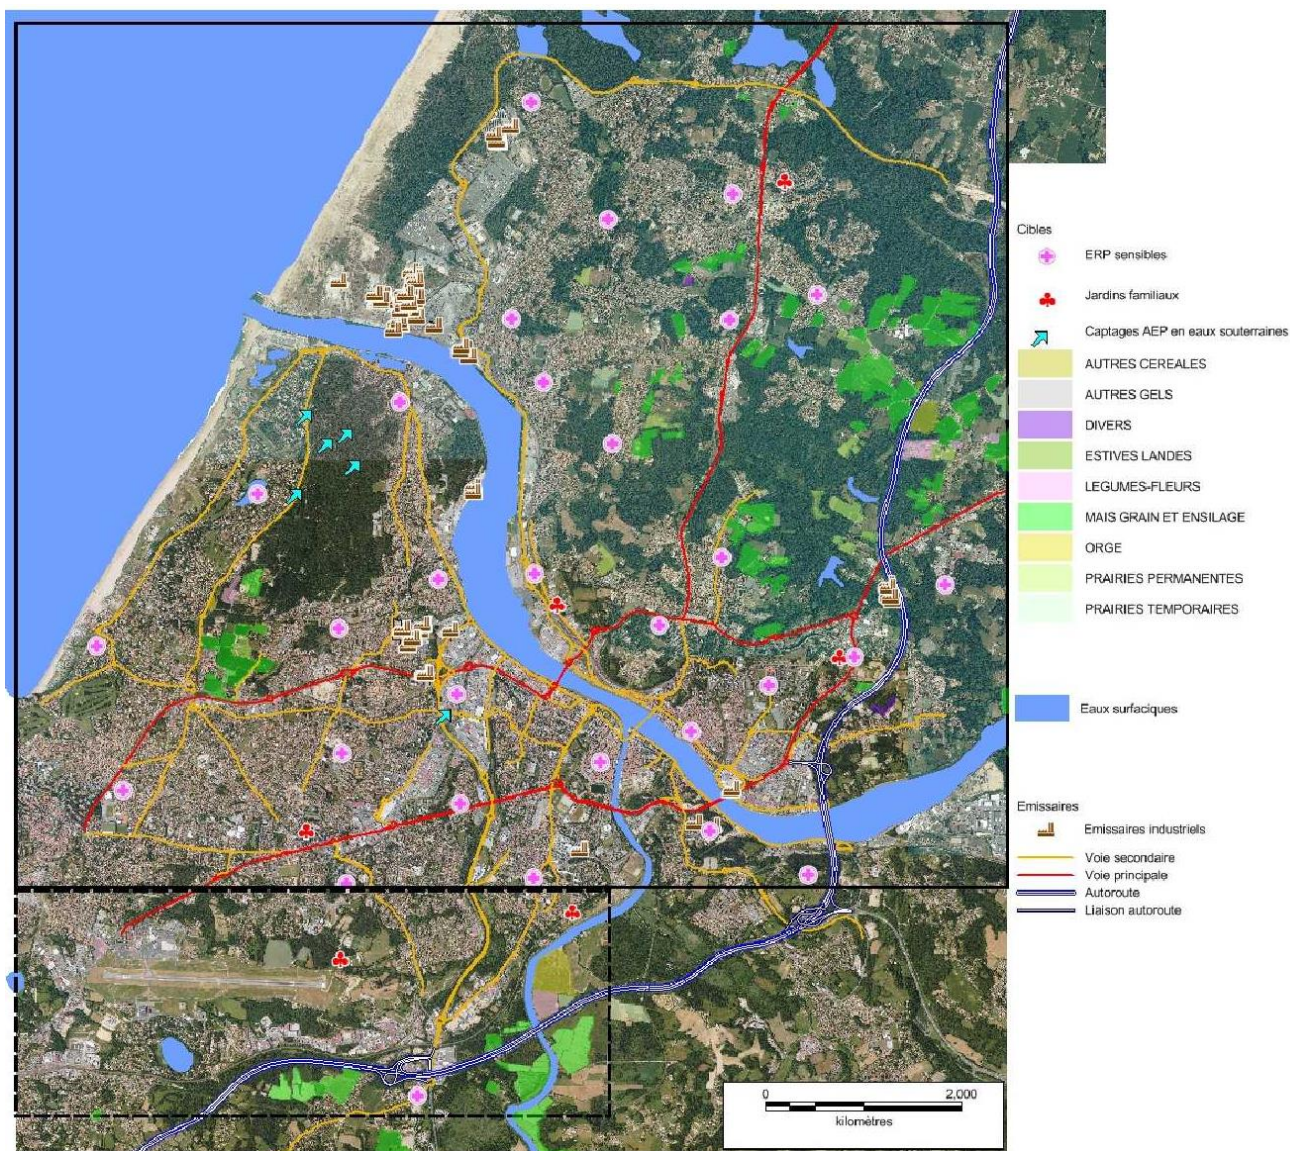 Cibles
ERP sensibles
Jardins familiaux
Captages AEP en eaux souterraines
AUTRES CEREALES
AUTRES GELS
DIVERS
ESTIVES LANDES
LEGUMES-FLEURS
MAIS GRAIN ET ENSILAGE
ORGE
PRAIRIES PERMANENTES
PRAIRIES TEMPORAIRES
Eaux surfaciques
Emissaires
Emissaires industriels
Voie secondaire
Voie principale
Autoroute
Liaison autoroute
0 2,000
kilomètres